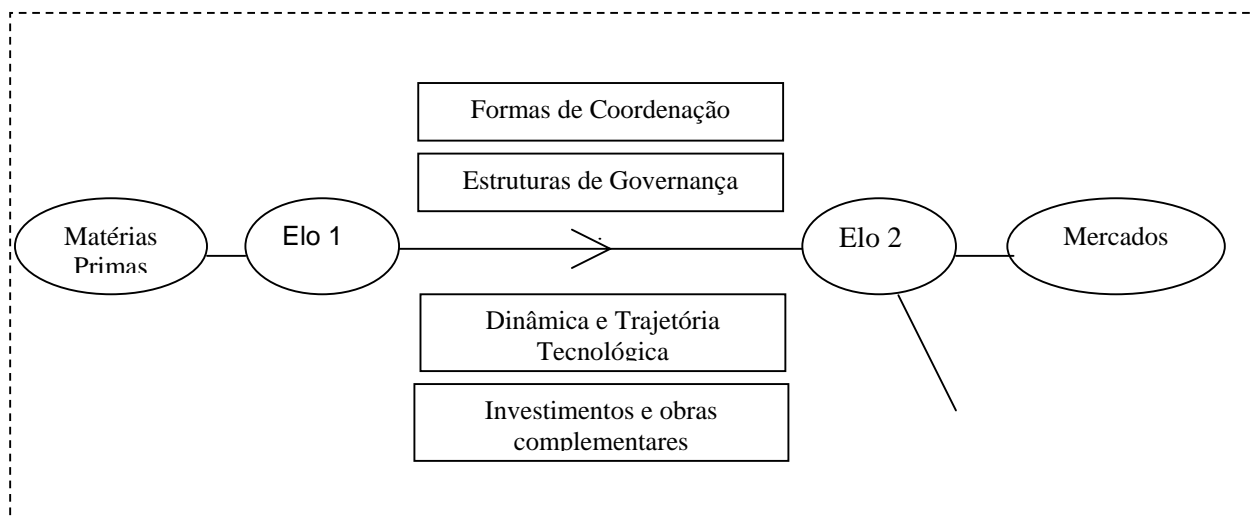 Formas de Coordenação
Estruturas de Governança
Matérias
Primas
Elo 1
Elo 2
Mercados
Dinâmica e Trajetória
Tecnológica
Investimentos e obras
complementares